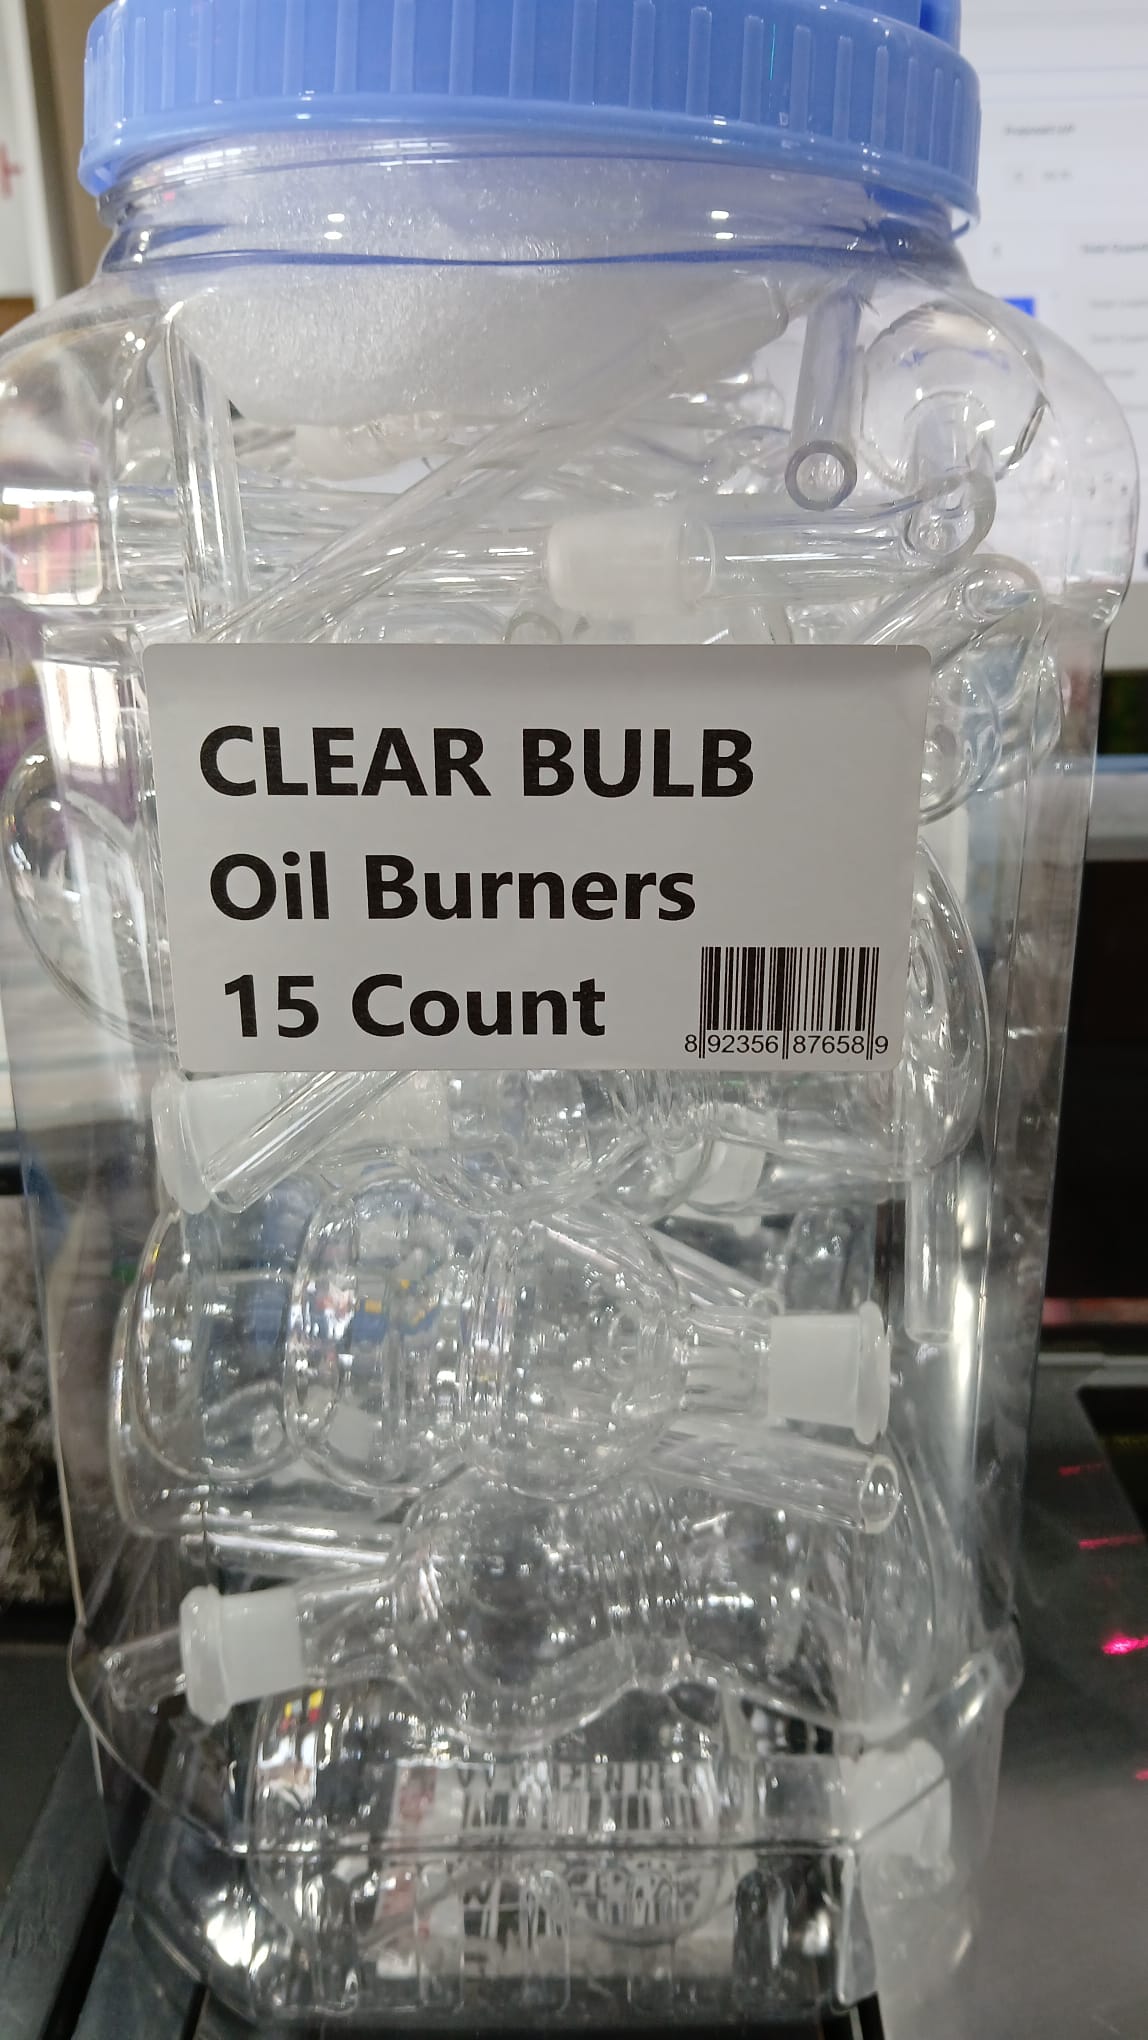 CLEAR BULB
Oil Burners
15 Count
8 92356 87658 9